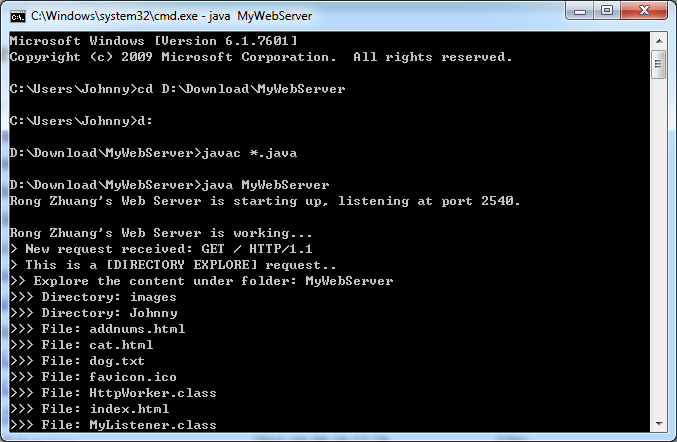 C:\Windows\system32\cmd.exe - java  MyWebServer
Microsoft Windows [Version 6.1.7601]
Copyright (c) 2009 Microsoft Corporation.  All rights reserved.
C:\Users\Johnny>cd D:\Download\MyWebServer
C:\Users\Johnny>d:
D:\Download\MyWebServer>javac *.java
D:\Download\MyWebServer>java MyWebServer
Rong Zhuang's Web Server is starting up, listening at port 2540.
Rong Zhuang's Web Server is working...
> New request received: GET / HTTP/1.1
> This is a [DIRECTORY EXPLORE] request..
>> Explore the content under folder: MyWebServer
>>> Directory: images
>>> Directory: Johnny
>>> File: addnums.html
>>> File: cat.html
>>> File: dog.txt
>>> File: favicon.ico
>>> File: HttpWorker.class
>>> File: index.html
>>> File: MyListener.class